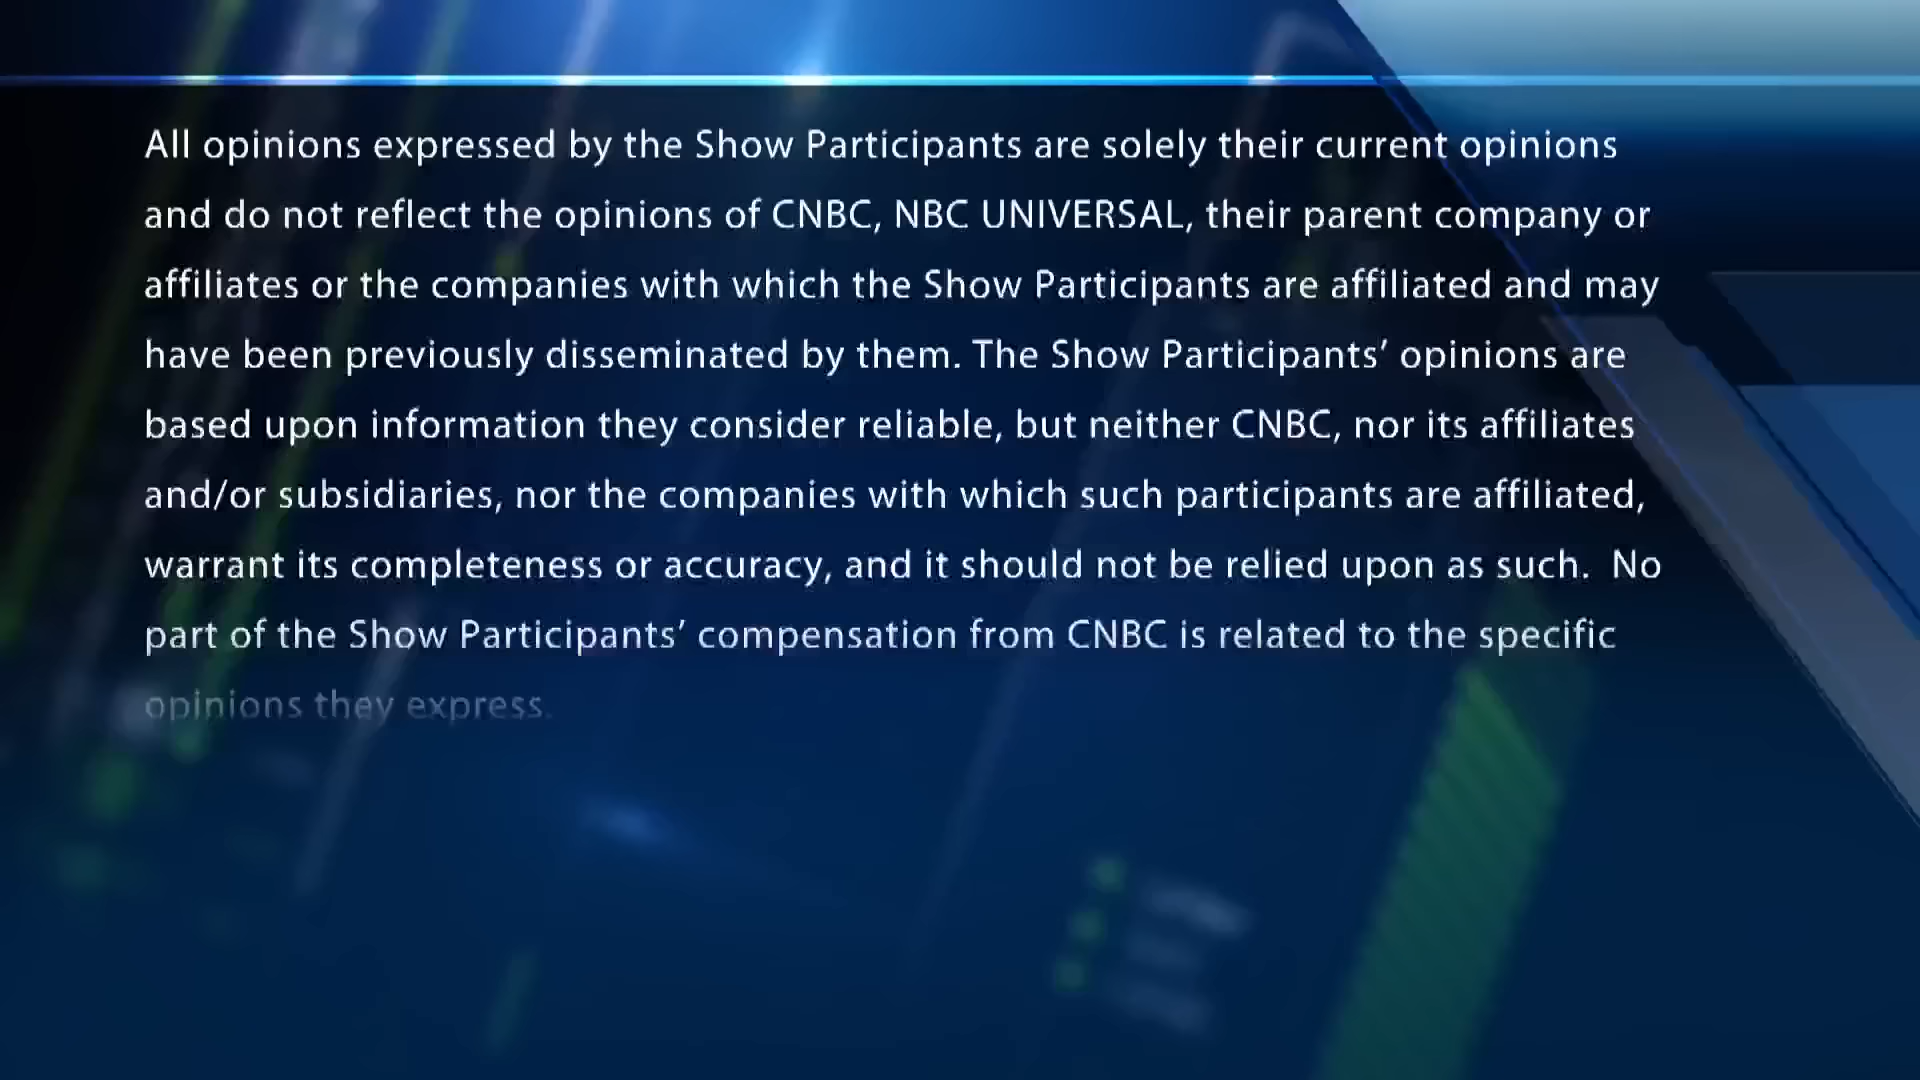 All opinions expressed by the Show Participants are solely their current opinions
and do not reflect the opinions of CNBC, NBC UNIVERSAL, their parent company or
affiliates or the companies with which the Show Participants are affiliated and may
have been previously disseminated by them. The Show Participants’ opinions are
based upon information they consider reliable, but neither CNBC, nor its affiliates
and/or subsidiaries, nor the companies with which such participants are affiliated,
warrant its completeness or accuracy, and it should not be relied upon as such.  No
part of the Show Participants’ compensation from CNBC is related to the specific
opinions they express.